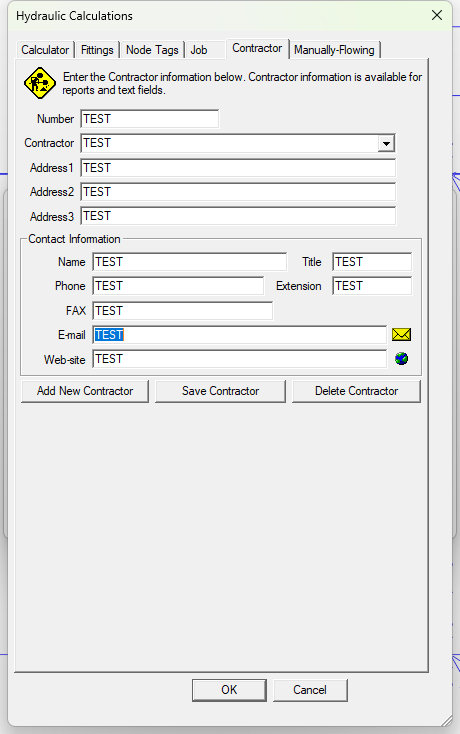 Hydraulic Calculations
Calculator Fittings Node Tags Job Contractor Manually-Flowing
Enter the Contractor information below. Contractor information is available for
reports and text fields.
Number TEST
Contractor TEST
Address1 TEST
Address2 TEST
Address3 TEST
Contact Information
Name TEST Title TEST
Phone TEST Extension TEST
FAX TEST
E-mail TEST
Web-site TEST
Add New Contractor Save Contractor Delete Contractor
OK Cancel